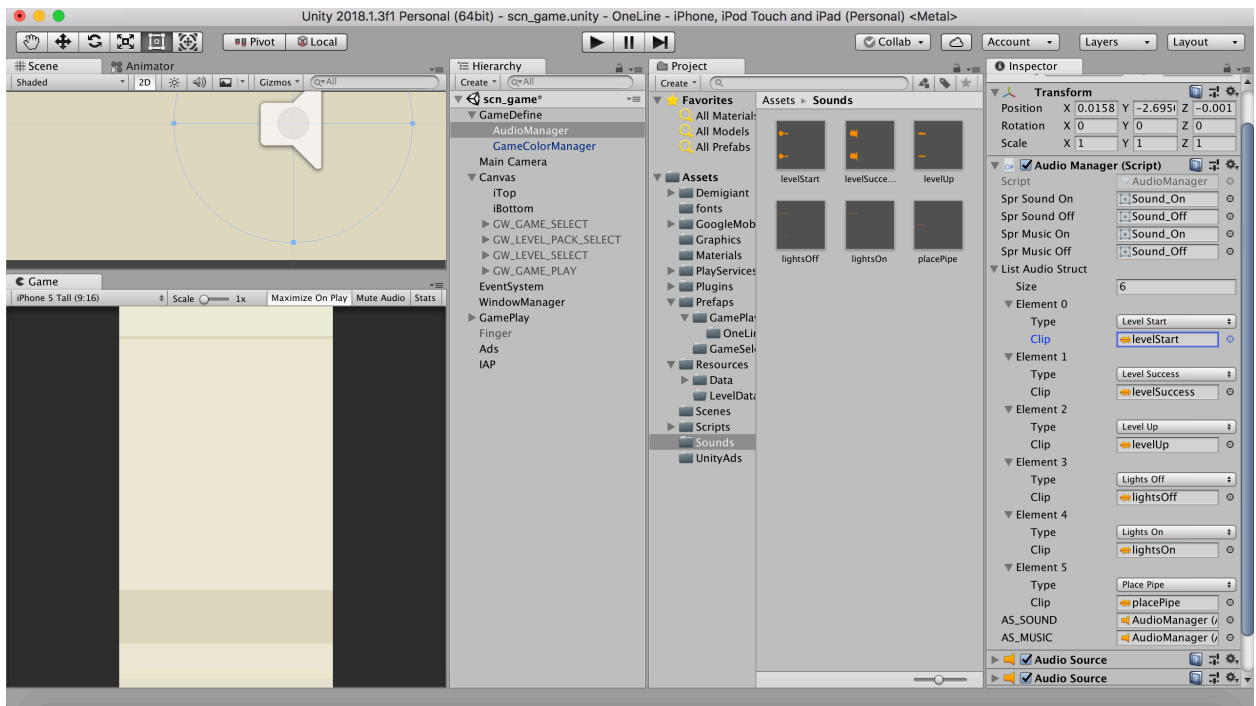 Unity 2018.1.3f1 Personal (64bit) - scn_game.unity - OneLine - iPhone, iPod Touch and iPad (Personal) <Metal>
Pivot Local Collab Account Layers Layout
Scene Animator
Shaded 2D Gizmos All
Game
iPhone 5 Tall (9:16) Scale 1x Maximize On Play Mute Audio Stats
Hierarchy
Create All
scn_game*
GameDefine
AudioManager
GameColorManager
Main Camera
Canvas
iTop
iBottom
GW_GAME_SELECT
GW_LEVEL_PACK_SELECT
GW_LEVEL_SELECT
GW_GAME_PLAY
EventSystem
WindowManager
GamePlay
Finger
Ads
IAP
Project
Create
Favorites
All Materials
All Models
All Prefabs
Assets
Demigiant
fonts
GoogleMob
Graphics
Materials
PlayServices
Plugins
Prefaps
GamePlay
OneLin
GameSel
Resources
Data
LevelData
Scenes
Scripts
Sounds
UnityAds
Assets Sounds
levelStart levelSucce... levelUp
lightsOff lightsOn placePipe
Inspector
Transform
Position X 0.0158 Y -2.695 Z -0.001
Rotation X 0 Y 0 Z 0
Scale X 1 Y 1 Z 1
Audio Manager (Script)
Script AudioManager
Spr Sound On Sound_On
Spr Sound Off Sound_Off
Spr Music On Sound_On
Spr Music Off Sound_Off
List Audio Struct
Size 6
Element 0
Type Level Start
Clip levelStart
Element 1
Type Level Success
Clip levelSuccess
Element 2
Type Level Up
Clip levelUp
Element 3
Type Lights Off
Clip lightsOff
Element 4
Type Lights On
Clip lightsOn
Element 5
Type Place Pipe
Clip placePipe
AS_SOUND AudioManager (
AS_MUSIC AudioManager (
Audio Source
Audio Source